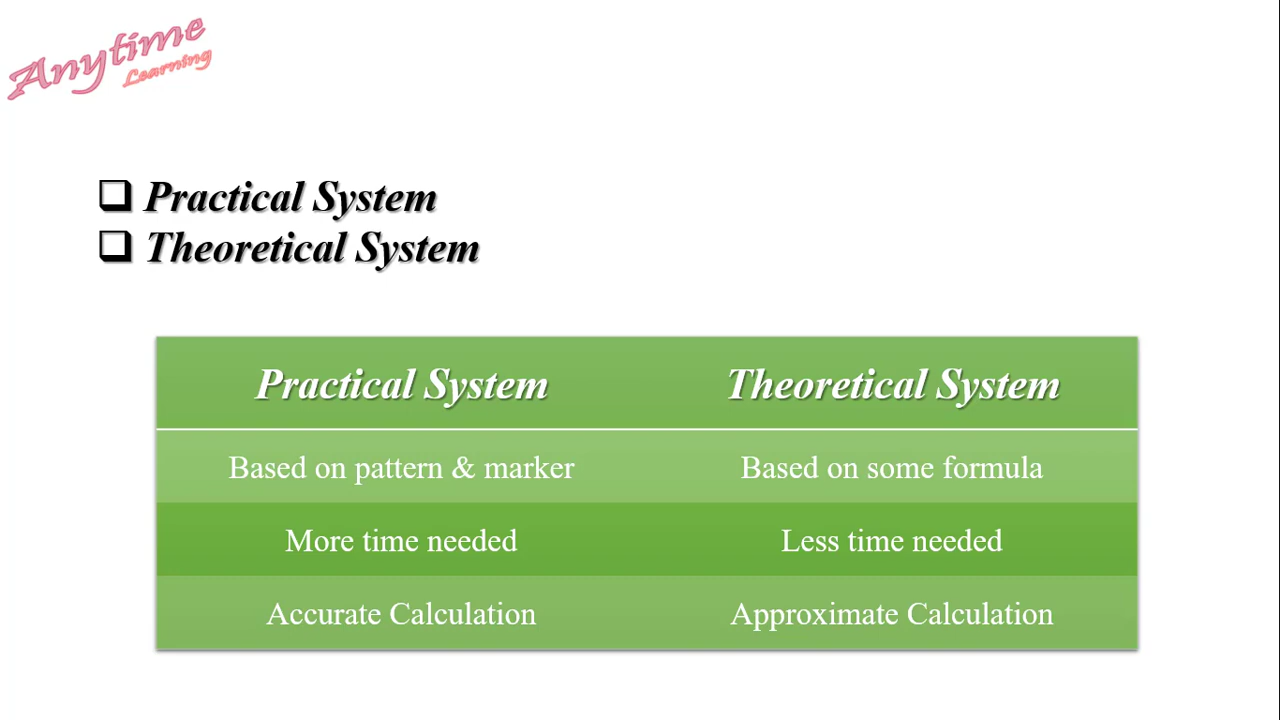 Anytime
Learning
Practical System
Theoretical System
Practical System Theoretical System
Based on pattern & marker Based on some formula
More time needed Less time needed
Accurate Calculation Approximate Calculation